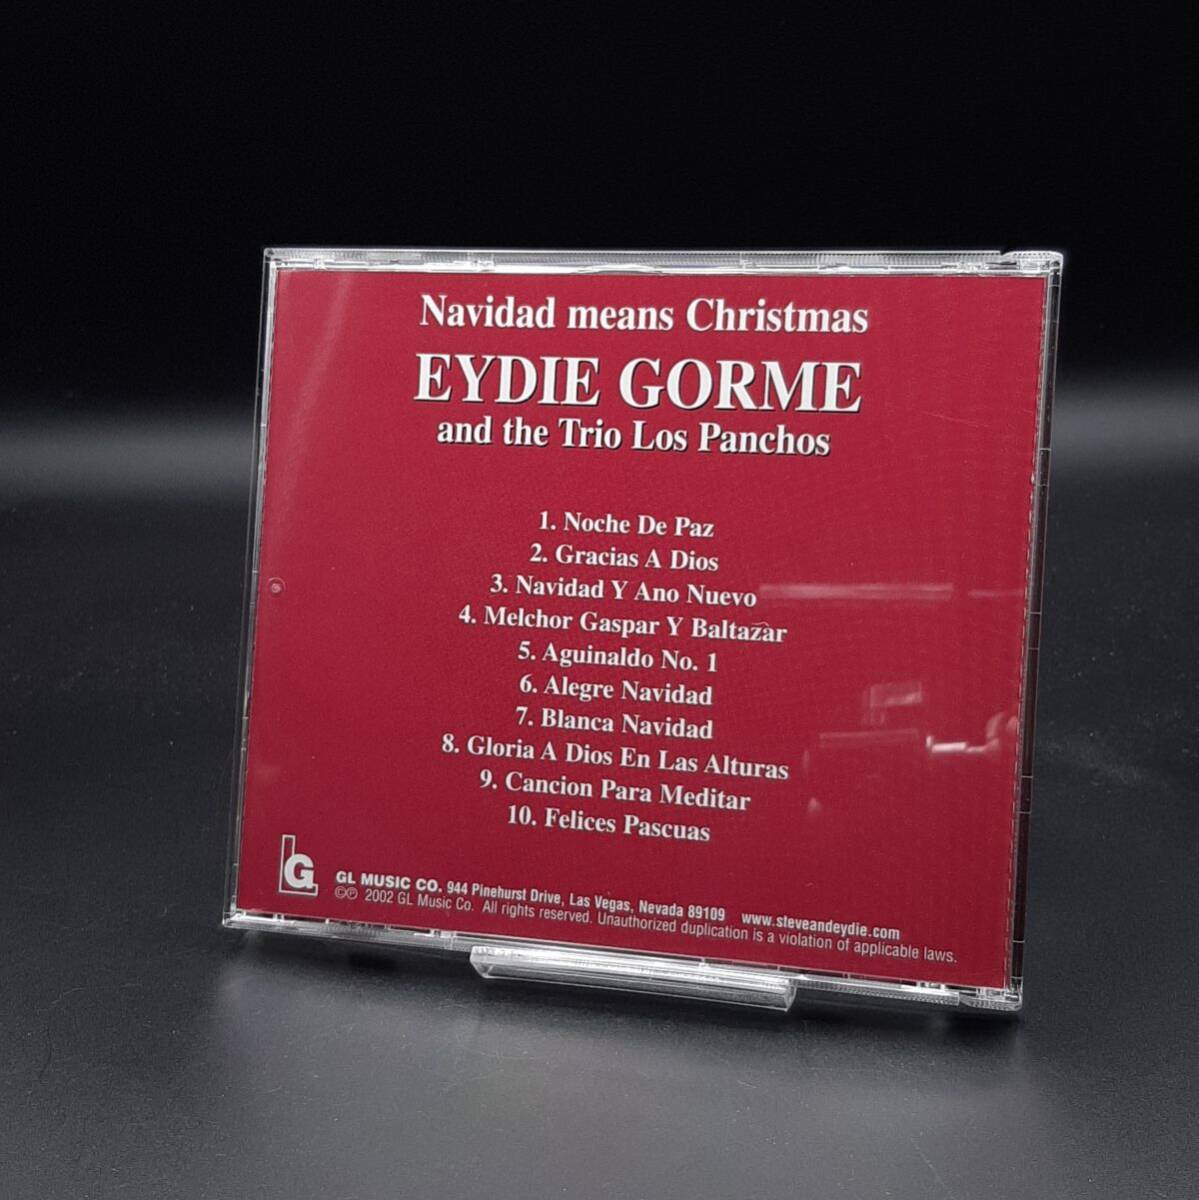 Navidad means Christmas
EYDIE GORME
and the Trio Los Panchos
1. Noche De Paz
2. Gracias A Dios
3. Navidad Y Ano Nuevo
4. Melchor Gaspar Y Baltazar
5. Aguinaldo No. 1
6. Alegre Navidad
7. Blanca Navidad
8. Gloria A Dios En Las Alturas
9. Cancion Para Meditar
10. Felices Pascuas
LG
GL MUSIC CO. 944 Pinehurst Drive, Las Vegas, Nevada 89109 www.steveandeydie.com
©℗ 2002 GL Music Co. All rights reserved. Unauthorized duplication is a violation of applicable laws.